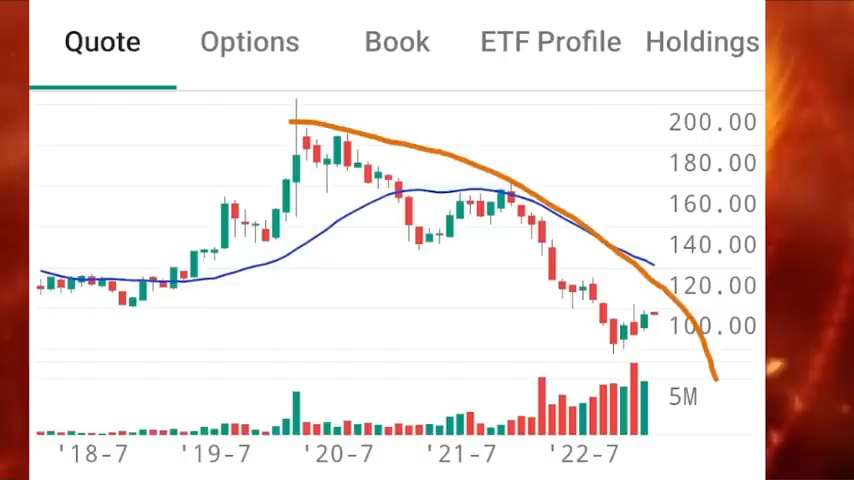 Quote Options Book ETF Profile Holdings
200.00
180.00
160.00
140.00
120.00
100.00
5M
'18-7 '19-7 '20-7 '21-7 '22-7